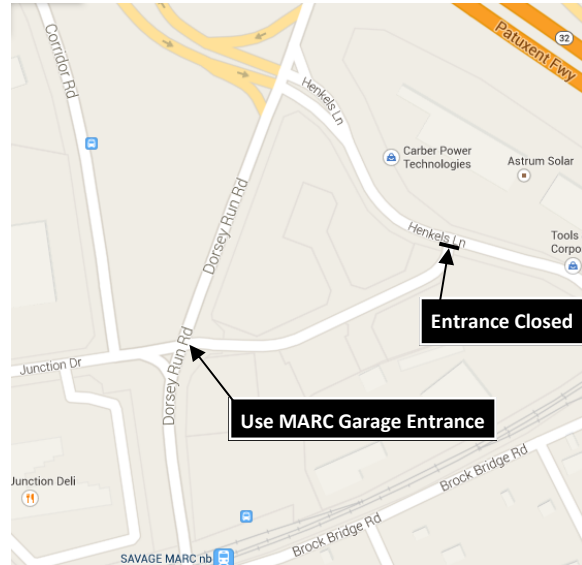 32
Patuxent Fwy
Corridor Rd
Henkels Ln
Carber Power
Technologies
Astrum Solar
Dorsey Run Rd
Henkels Ln
Tools
Corpo
Entrance Closed
Junction Dr
Dorsey Run Rd
Use MARC Garage Entrance
Junction Deli
Brock Bridge Rd
Brock Bridge Rd
SAVAGE MARC nb